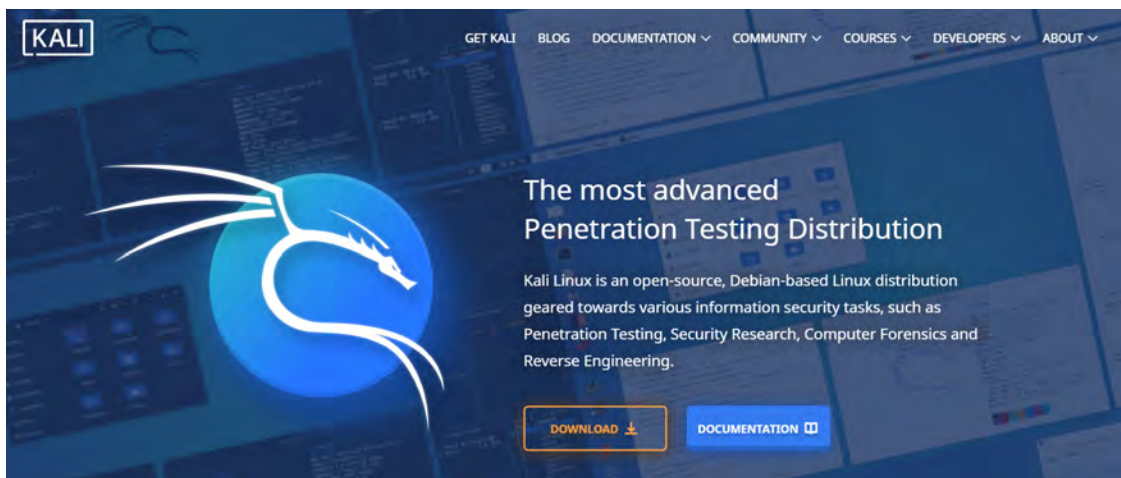 KALI
GET KALI BLOG DOCUMENTATION COMMUNITY COURSES DEVELOPERS ABOUT
The most advanced
Penetration Testing Distribution
Kali Linux is an open-source, Debian-based Linux distribution
geared towards various information security tasks, such as
Penetration Testing, Security Research, Computer Forensics and
Reverse Engineering.
DOWNLOAD DOCUMENTATION